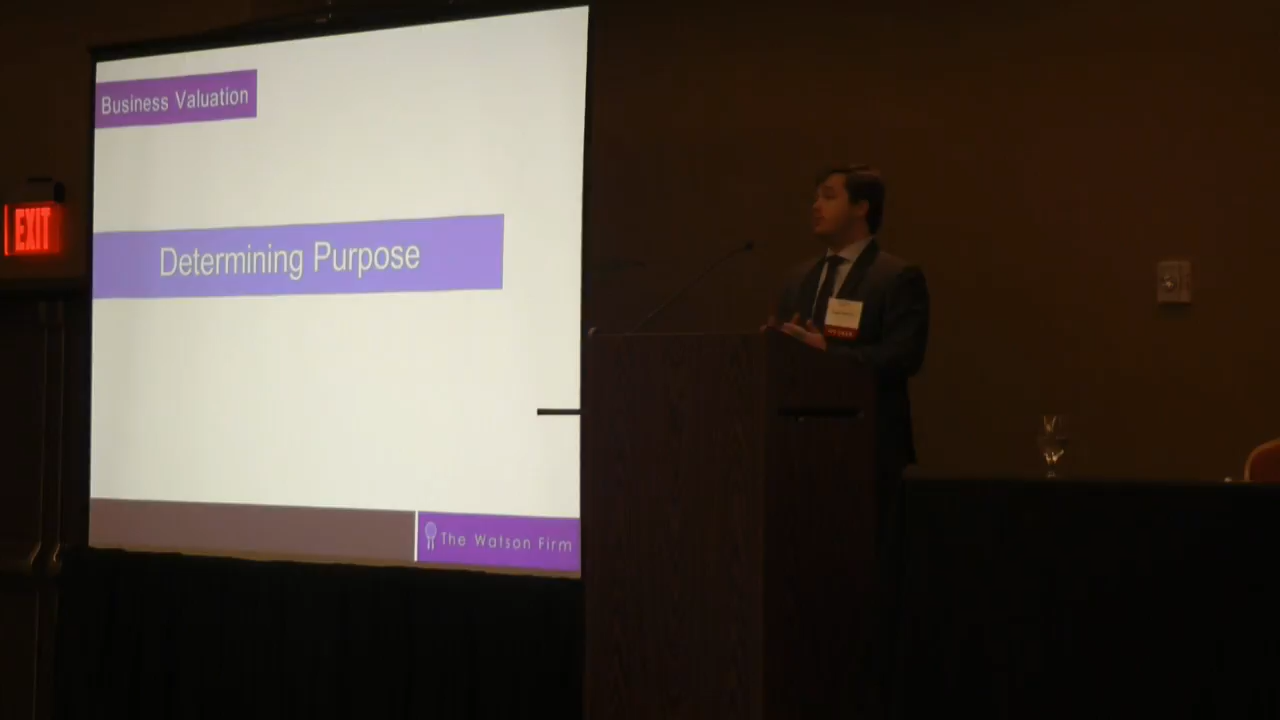 Business Valuation
EXIT
Determining Purpose
The Watson Firm